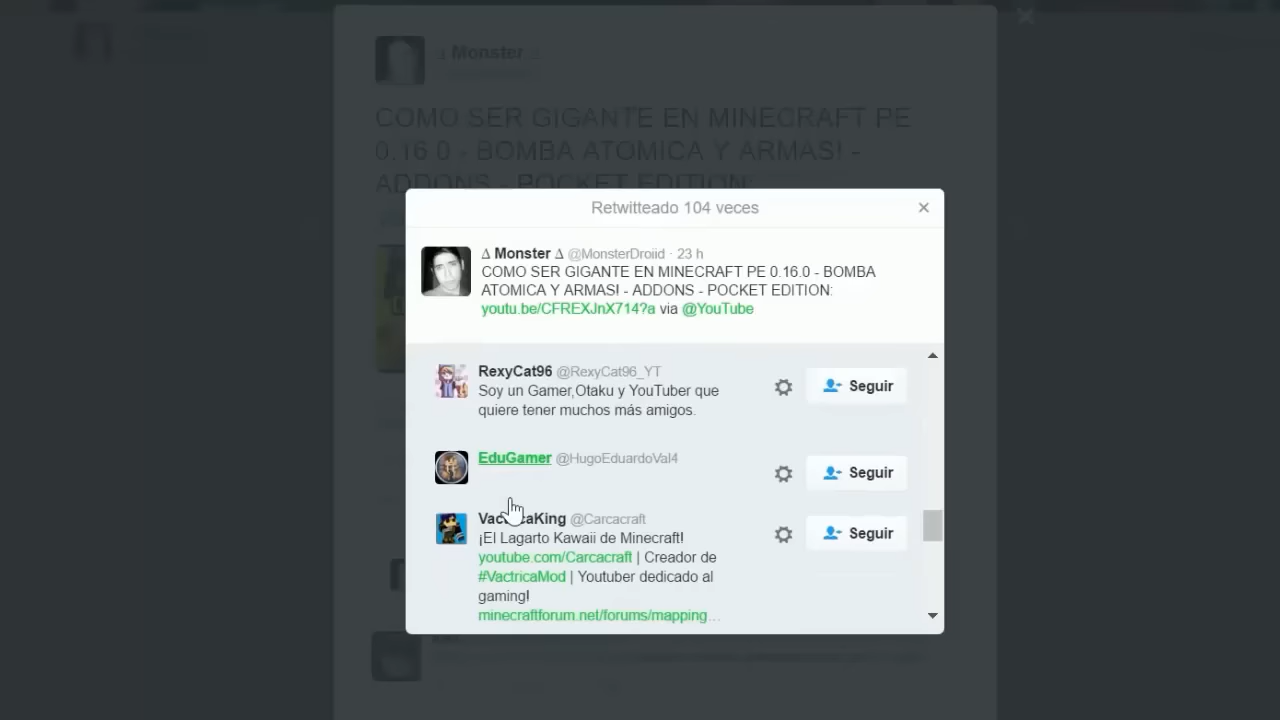 Δ Monster
COMO SER GIGANTE EN MINECRAFT PE
0.16.0 - BOMBA ATOMICA Y ARMAS! -
ADDONS - POCKET EDITION:
Retwitteado 104 veces
Δ Monster Δ @MonsterDroiid · 23 h
COMO SER GIGANTE EN MINECRAFT PE 0.16.0 - BOMBA
ATOMICA Y ARMAS! - ADDONS - POCKET EDITION:
youtu.be/CFREXJnX714?a via @YouTube
RexyCat96 @RexyCat96_YT
Soy un Gamer,Otaku y YouTuber que
quiere tener muchos más amigos.
Seguir
EduGamer @HugoEduardoVal4
Seguir
VactricaKing @Carcacraft
¡El Lagarto Kawaii de Minecraft!
youtube.com/Carcacraft | Creador de
#VactricaMod | Youtuber dedicado al
gaming!
minecraftforum.net/forums/mapping…
Seguir